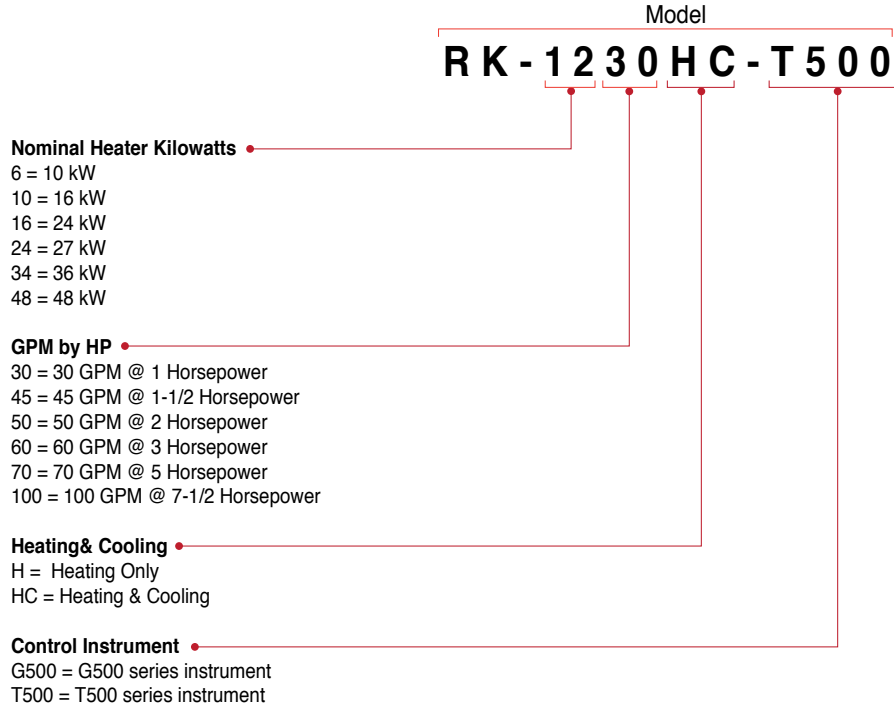 Model
RK-1230HC-T500
Nominal Heater Kilowatts
6 = 10 kW
10 = 16 kW
16 = 24 kW
24 = 27 kW
34 = 36 kW
48 = 48 kW
GPM by HP
30 = 30 GPM @ 1 Horsepower
45 = 45 GPM @ 1-1/2 Horsepower
50 = 50 GPM @ 2 Horsepower
60 = 60 GPM @ 3 Horsepower
70 = 70 GPM @ 5 Horsepower
100 = 100 GPM @ 7-1/2 Horsepower
Heating& Cooling
H = Heating Only
HC = Heating & Cooling
Control Instrument
G500 = G500 series instrument
T500 = T500 series instrument